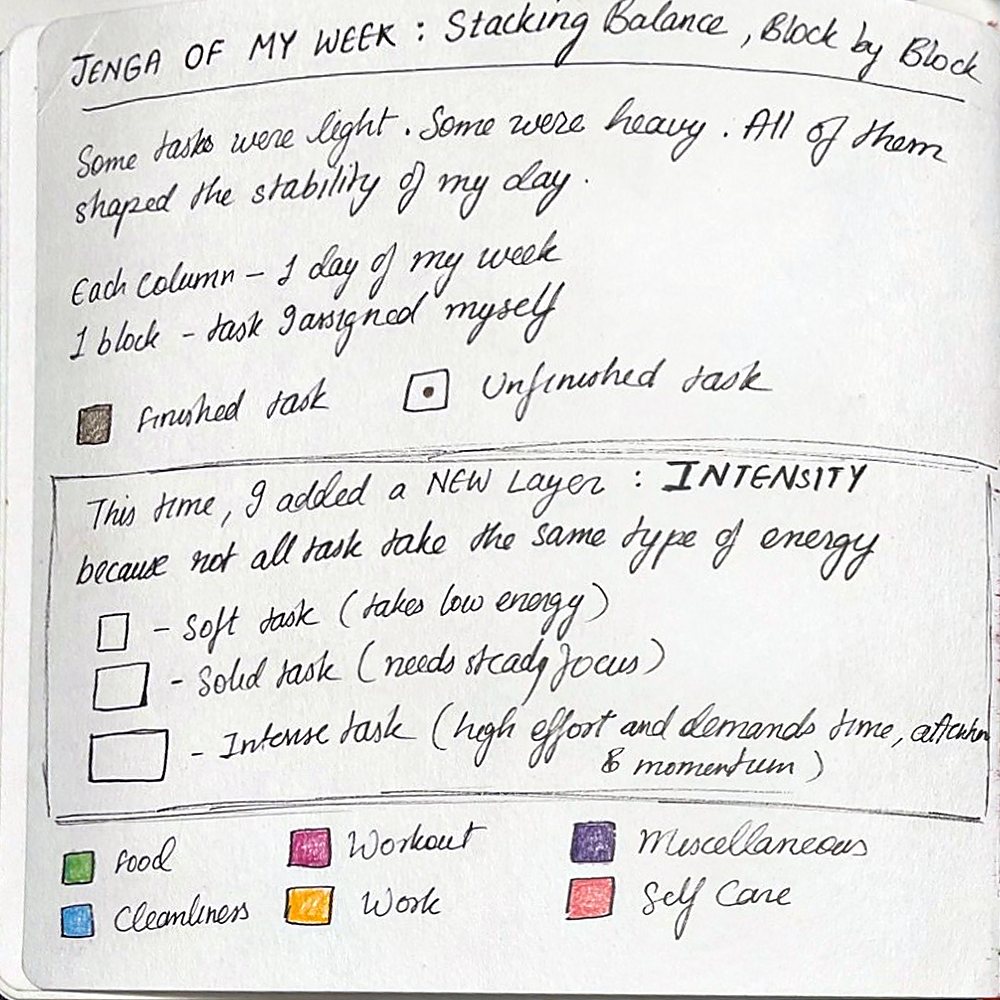 JENGA OF MY WEEK : Stacking Balance, Block by Block
Some tasks were light. Some were heavy. All of them
shaped the stability of my day.
Each column - 1 day of my week
1 block - task I assigned myself
Finished task
Unfinished task
This time, I added a NEW Layer : INTENSITY
because not all task take the same type of energy
- Soft task (takes low energy)
- Solid task (needs steady focus)
- Intense task (high effort and demands time, attention
& momentum)
Food
Workout
Miscellaneous
Cleanliness
Work
Self Care